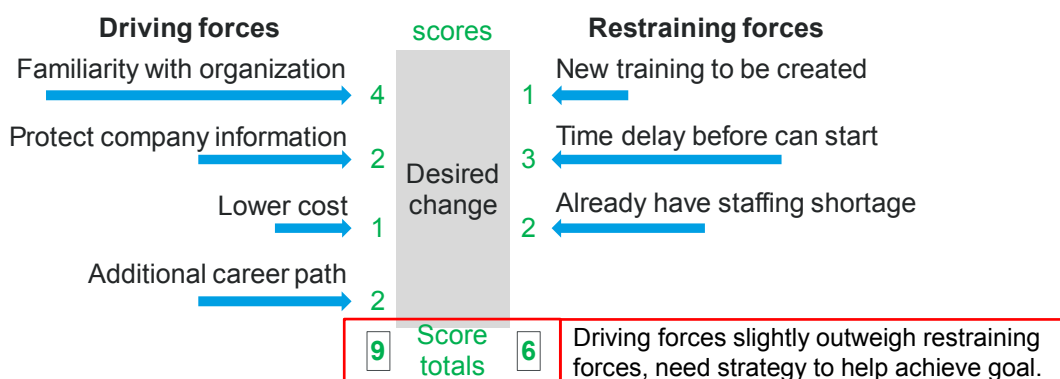 Driving forces
scores
Restraining forces
Familiarity with organization
4
1
New training to be created
Protect company information
2
3
Time delay before can start
Desired
change
Lower cost
1
2
Already have staffing shortage
Additional career path
2
9
Score
totals
6
Driving forces slightly outweigh restraining
forces, need strategy to help achieve goal.